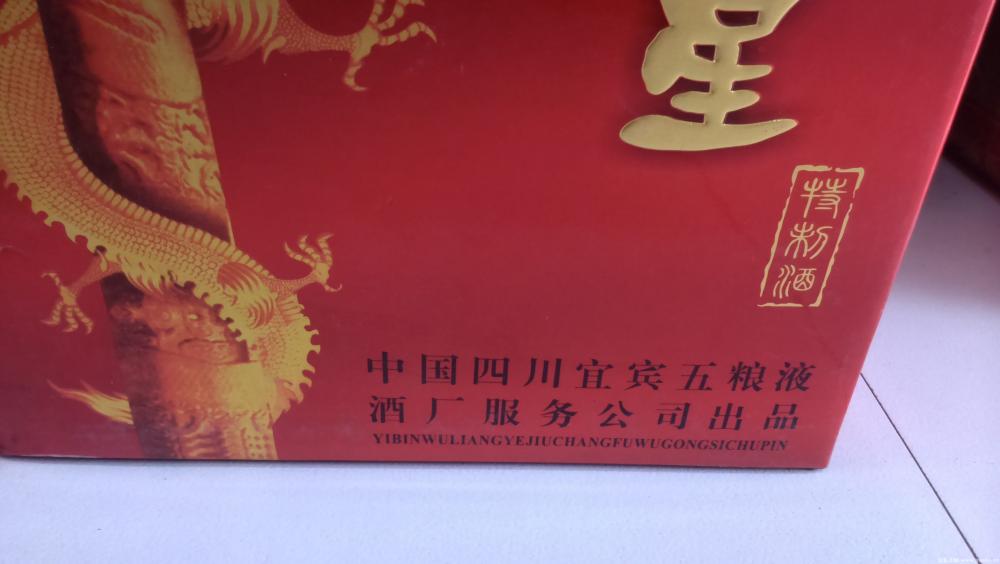 星
特制酒
中国四川宜宾五粮液
酒厂服务公司出品
YIBINWULIANGYEJIUCHANGFUWUGONGSICHUPIN